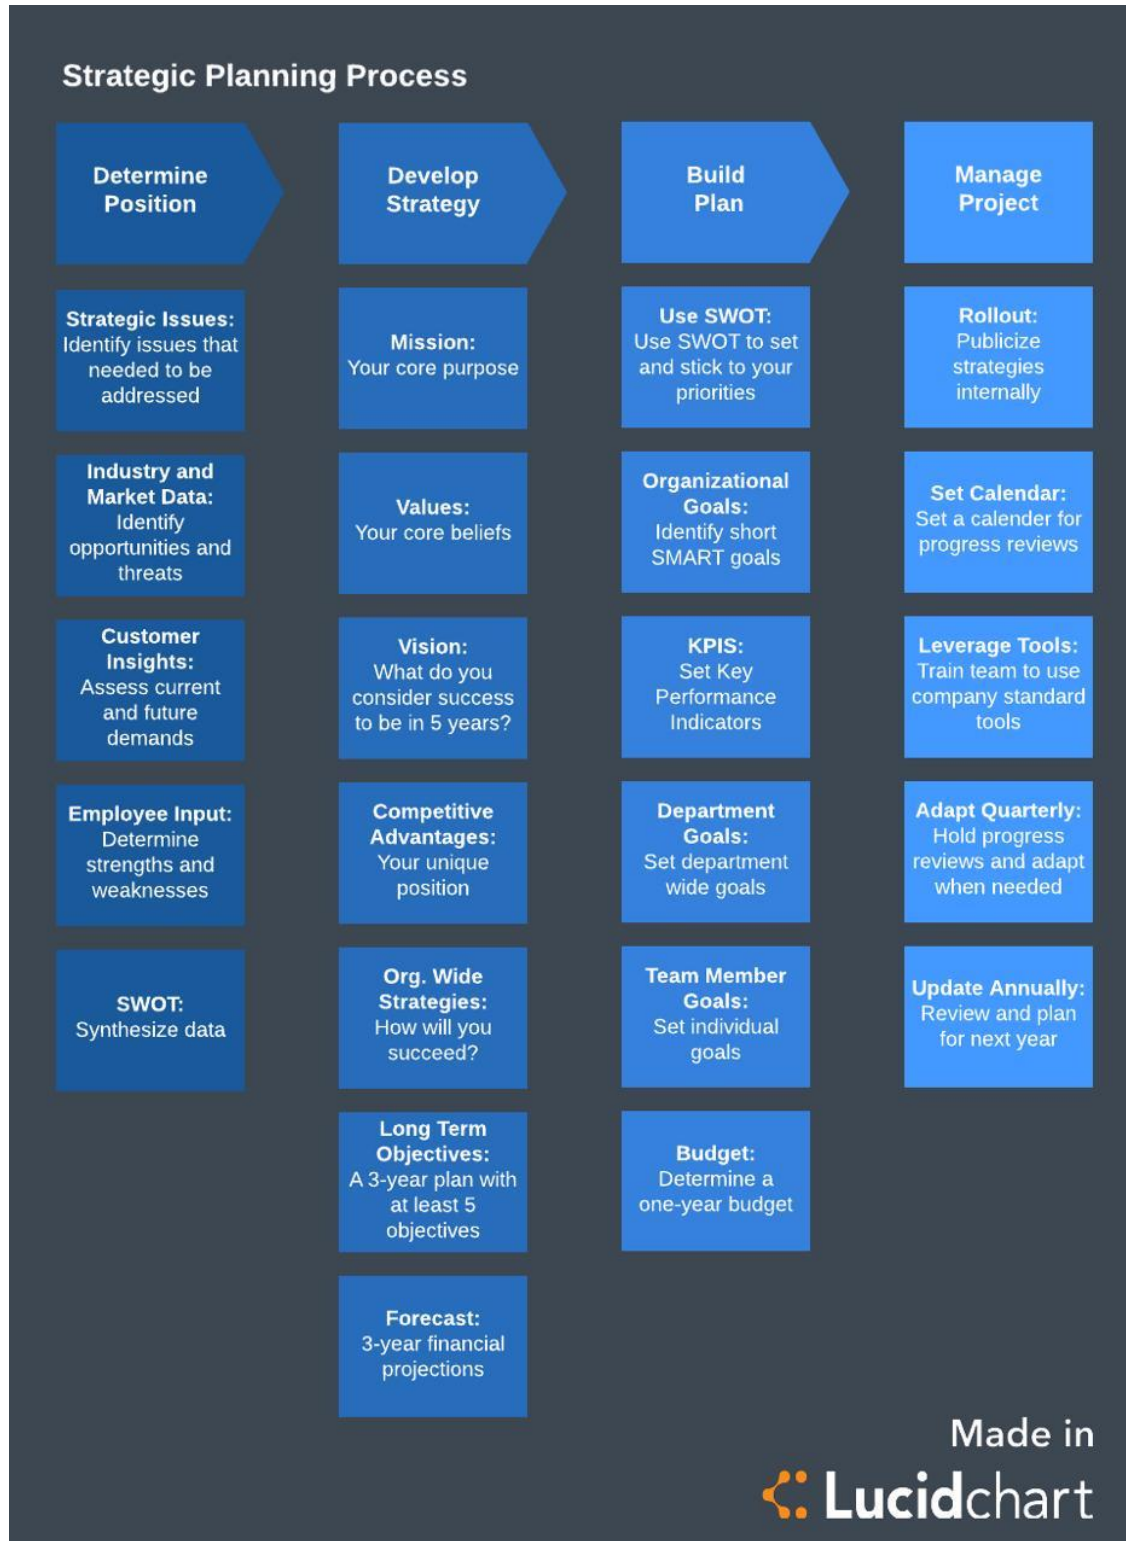 Strategic Planning Process
Determine
Position
Strategic Issues:
Identify issues that
needed to be
addressed
Industry and
Market Data:
Identify
opportunities and
threats
Customer
Insights:
Assess current
and future
demands
Employee Input:
Determine
strengths and
weaknesses
SWOT:
Synthesize data
Develop
Strategy
Mission:
Your core purpose
Values:
Your core beliefs
Vision:
What do you
consider success
to be in 5 years?
Competitive
Advantages:
Your unique
position
Org. Wide
Strategies:
How will you
succeed?
Long Term
Objectives:
A 3-year plan with
at least 5
objectives
Forecast:
3-year financial
projections
Build
Plan
Use SWOT:
Use SWOT to set
and stick to your
priorities
Organizational
Goals:
Identify short
SMART goals
KPIS:
Set Key
Performance
Indicators
Department
Goals:
Set department
wide goals
Team Member
Goals:
Set individual
goals
Budget:
Determine a
one-year budget
Manage
Project
Rollout:
Publicize
strategies
internally
Set Calendar:
Set a calender for
progress reviews
Leverage Tools:
Train team to use
company standard
tools
Adapt Quarterly:
Hold progress
reviews and adapt
when needed
Update Annually:
Review and plan
for next year
Made in
Lucidchart